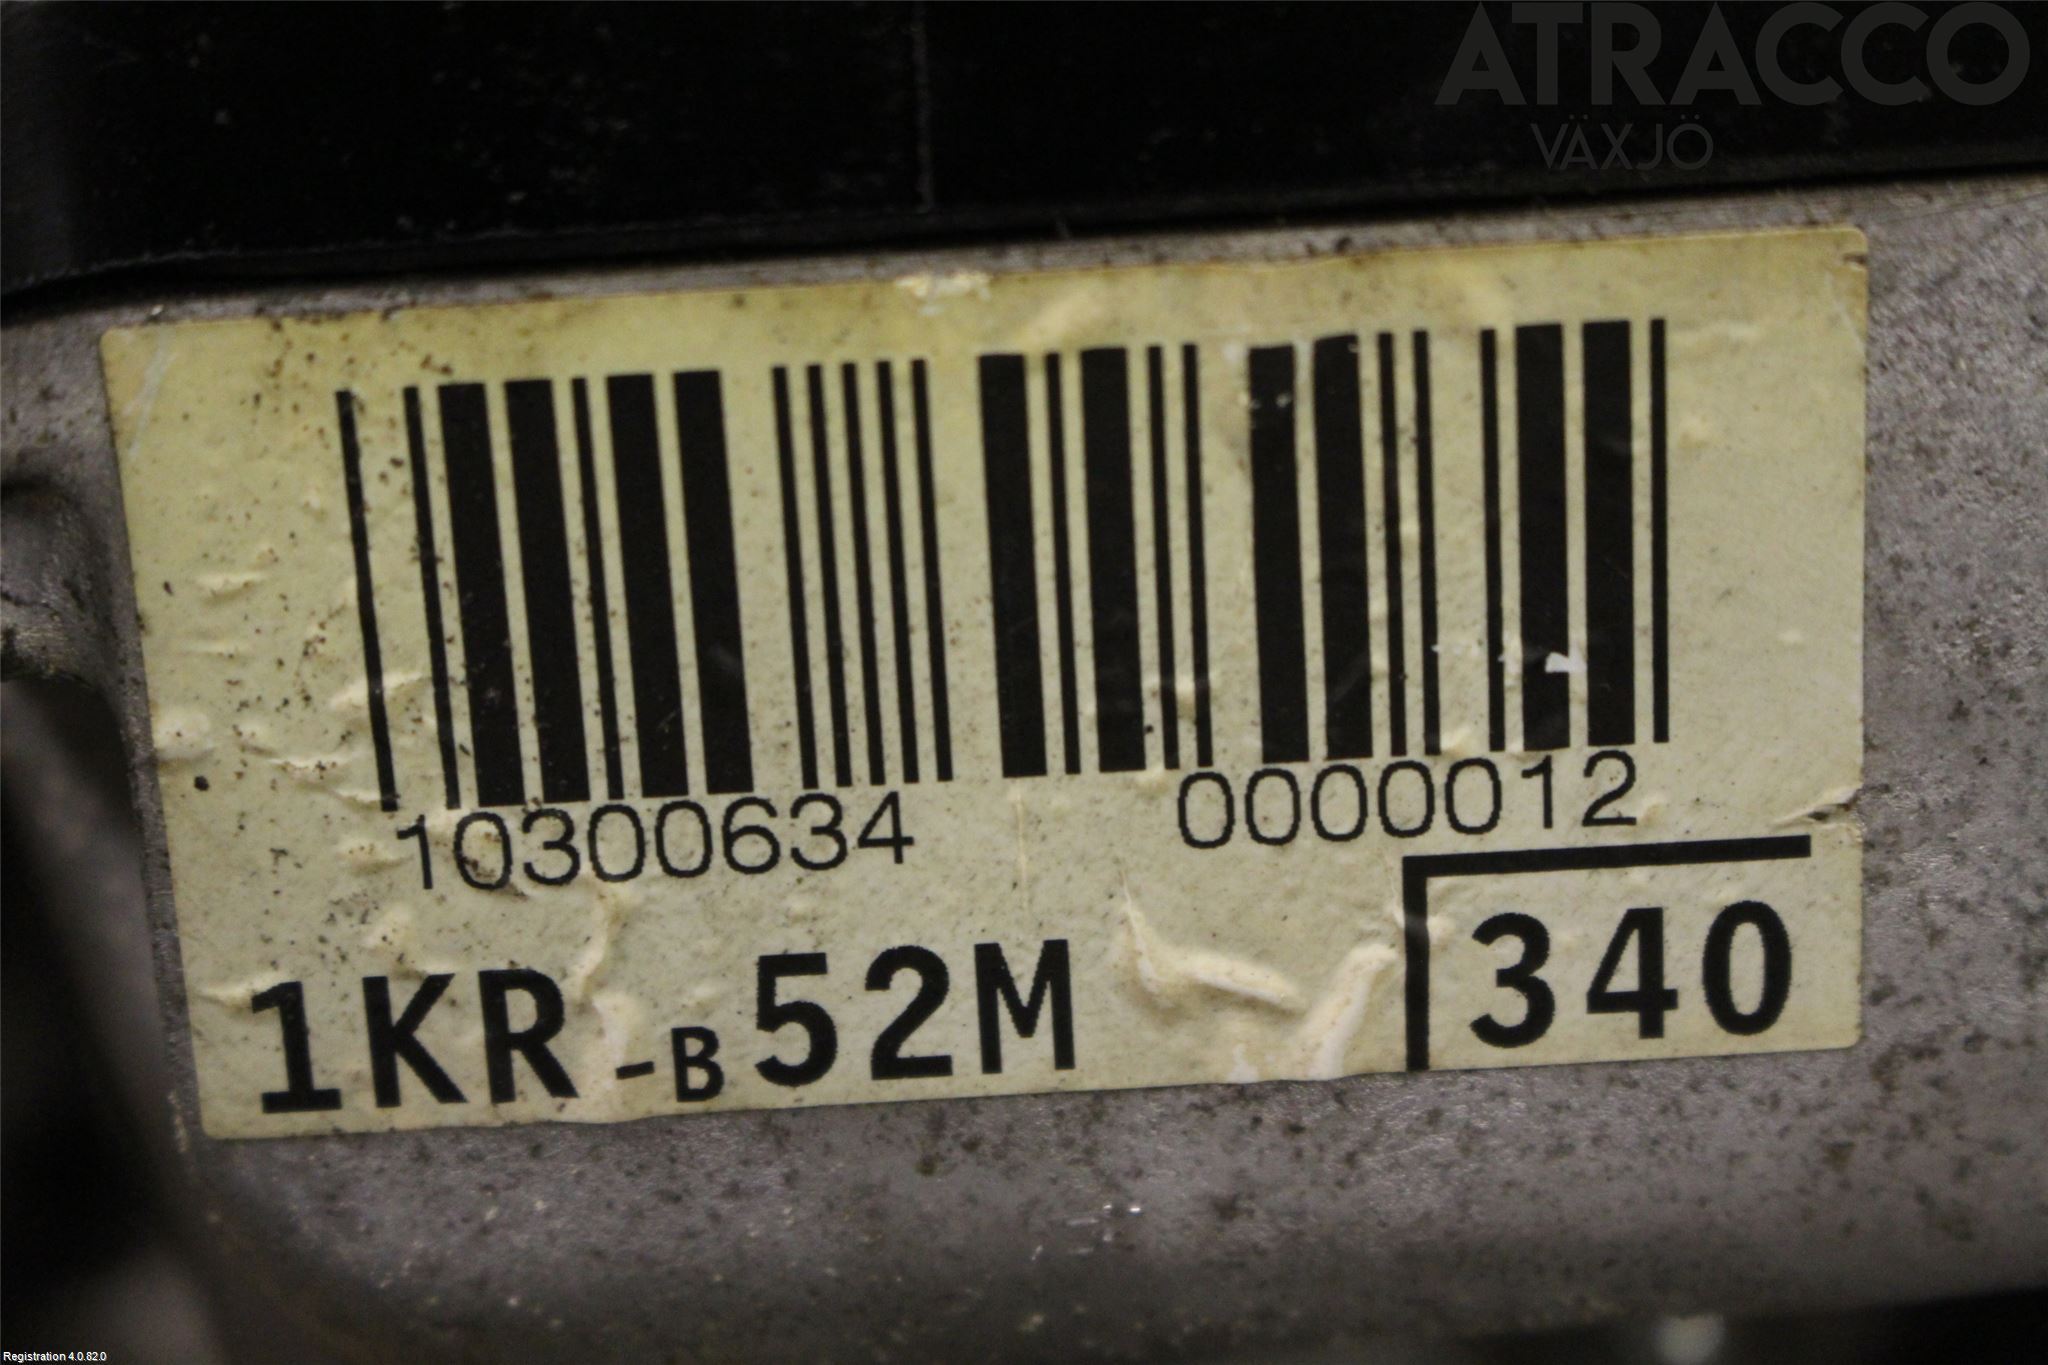 ATRACCO
VÄXJÖ
10300634 0000012
340
1KR-B52M
Registration 4.0.82.0